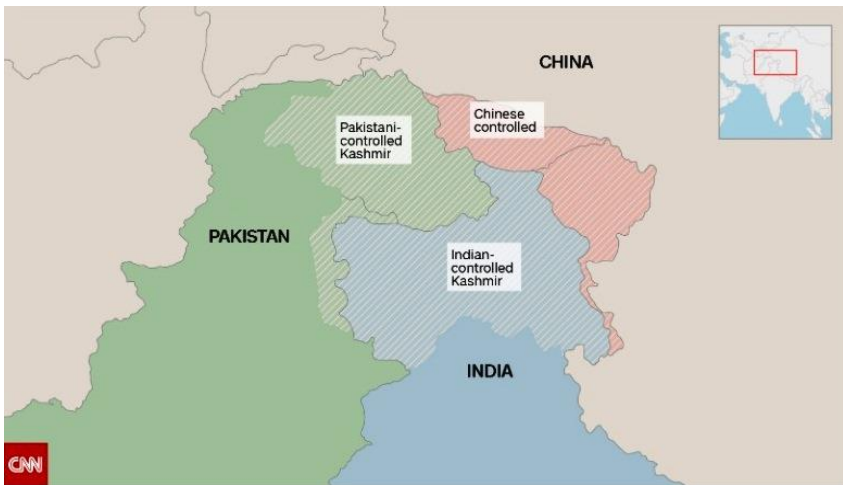 CHINA
Chinese
controlled
Pakistani-
controlled
Kashmir
PAKISTAN
Indian-
controlled
Kashmir
INDIA
CNN